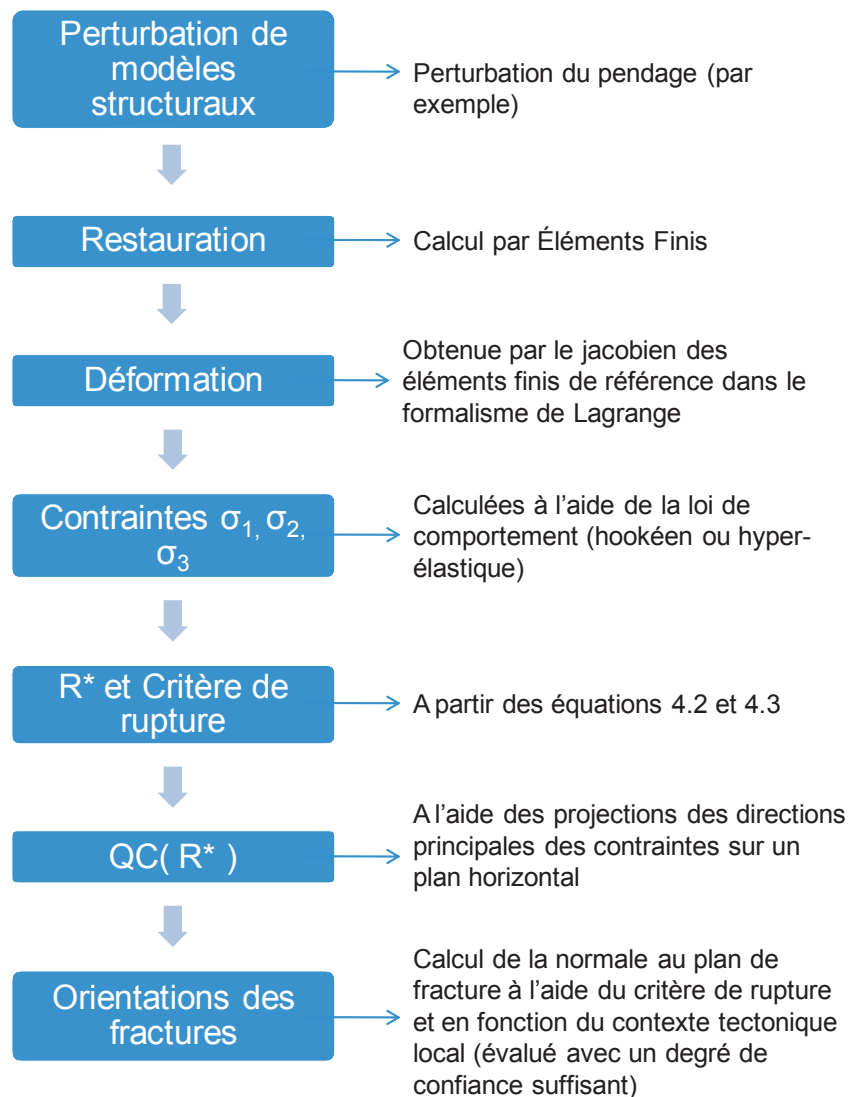 Perturbation de
modèles
structuraux
Perturbation du pendage (par
exemple)
Restauration
Calcul par Éléments Finis
Déformation
Obtenue par le jacobien des
éléments finis de référence dans le
formalisme de Lagrange
Contraintes σ₁, σ₂,
σ₃
Calculées à l’aide de la loi de
comportement (hookéen ou hyper-
élastique)
R* et Critère de
rupture
A partir des équations 4.2 et 4.3
QC( R* )
A l’aide des projections des directions
principales des contraintes sur un
plan horizontal
Orientations des
fractures
Calcul de la normale au plan de
fracture à l’aide du critère de rupture
et en fonction du contexte tectonique
local (évalué avec un degré de
confiance suffisant)